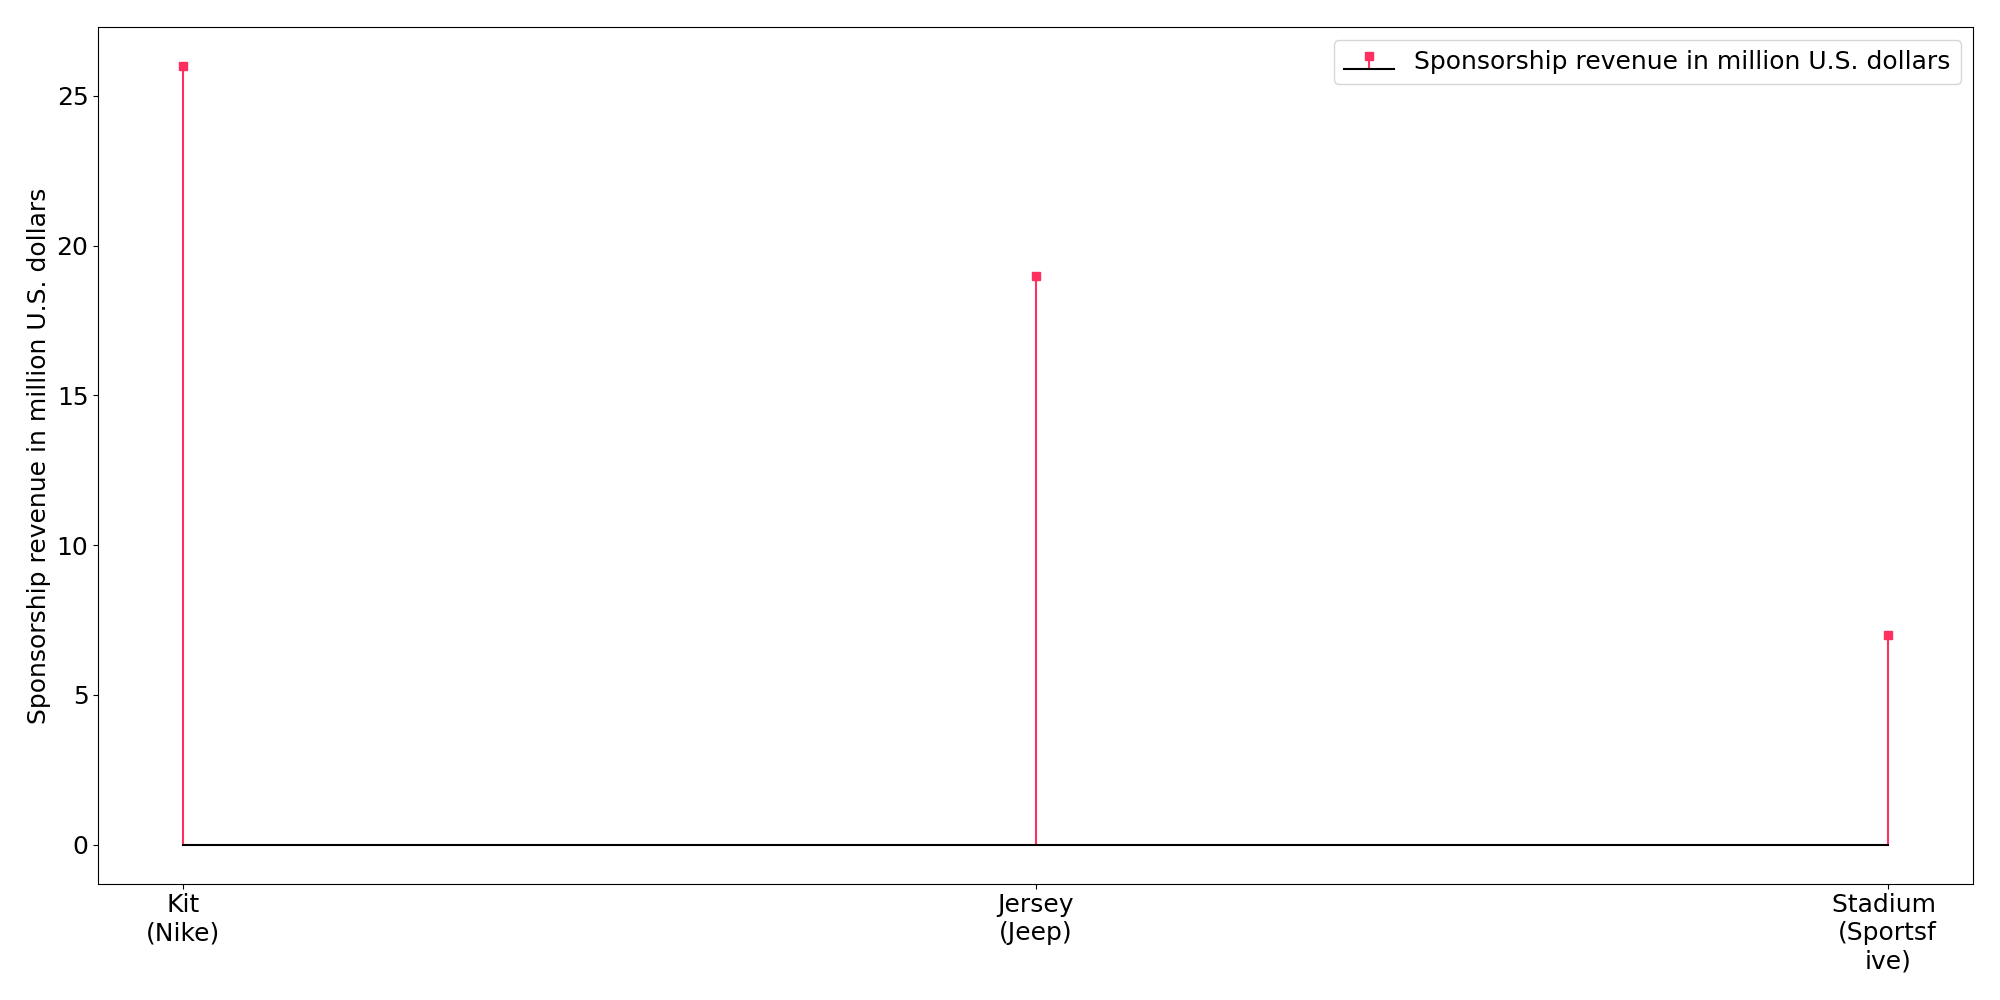 Sponsorship revenue in million U.S. dollars
Sponsorship revenue in million U.S. dollars
25
20
15
10
5
0
Kit
(Nike)
Jersey
(Jeep)
Stadium
(Sportsf
ive)